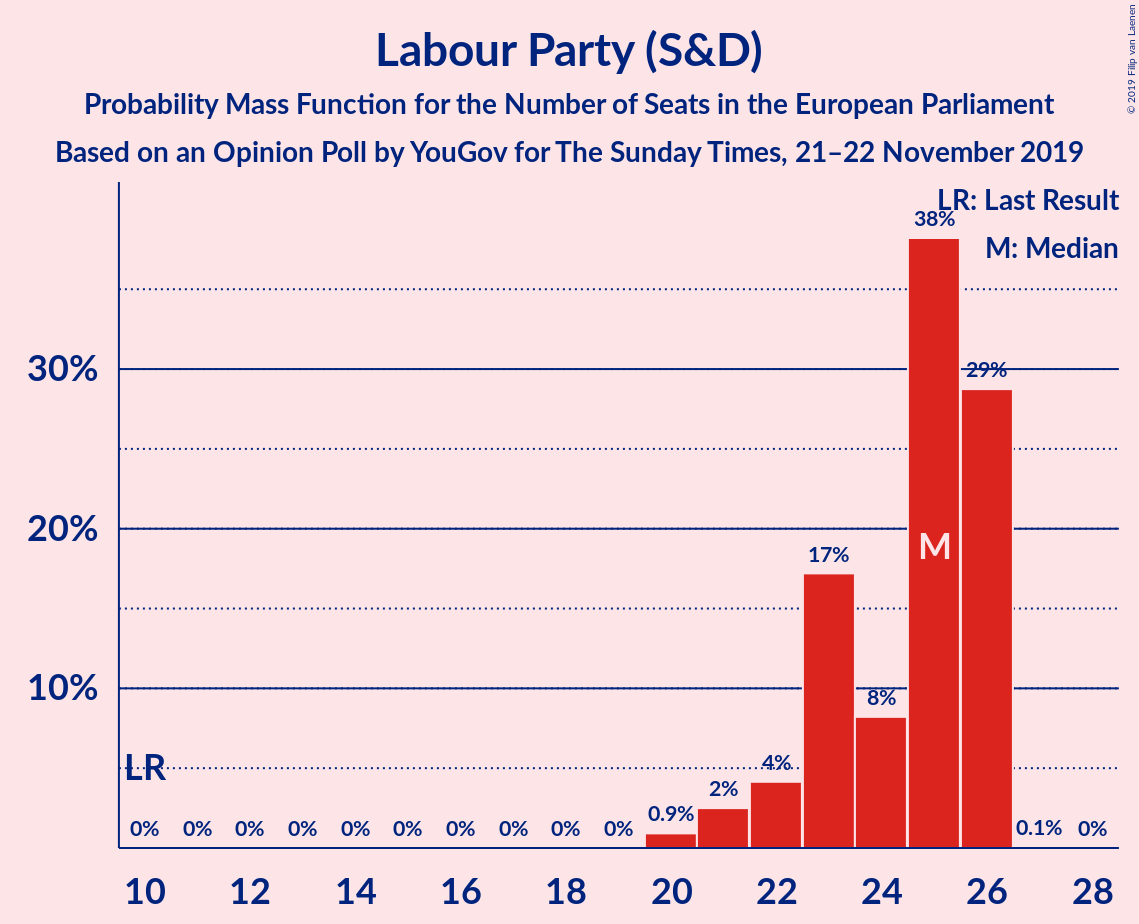 Labour Party (S&D)
Probability Mass Function for the Number of Seats in the European Parliament
Based on an Opinion Poll by YouGov for The Sunday Times, 21–22 November 2019
© 2019 Filip van Laenen
LR: Last Result
M: Median
38%
30%
29%
20%
17%
M
10%
8%
LR
4%
2%
0.9%
0% 0% 0% 0% 0% 0% 0% 0% 0% 0% 0.1% 0%
10 12 14 16 18 20 22 24 26 28